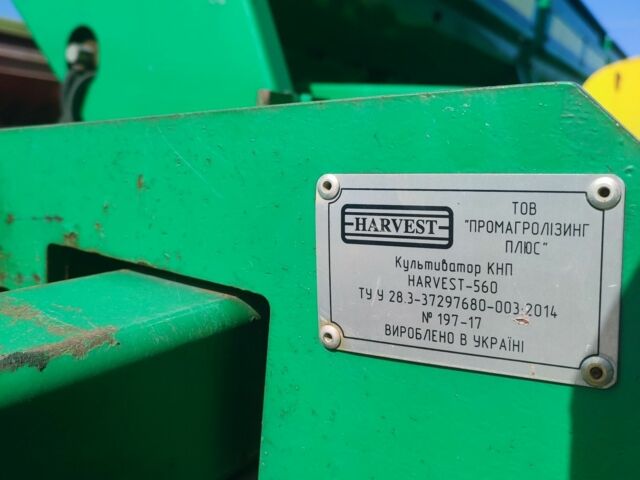 HARVEST
ТОВ
"ПРОМАГРОЛІЗИНГ
ПЛЮС"
Культиватор КНП
HARVEST-560
ТУ У 28.3-37297680-003:2014
№ 197-17
ВИРОБЛЕНО В УКРАЇНІ